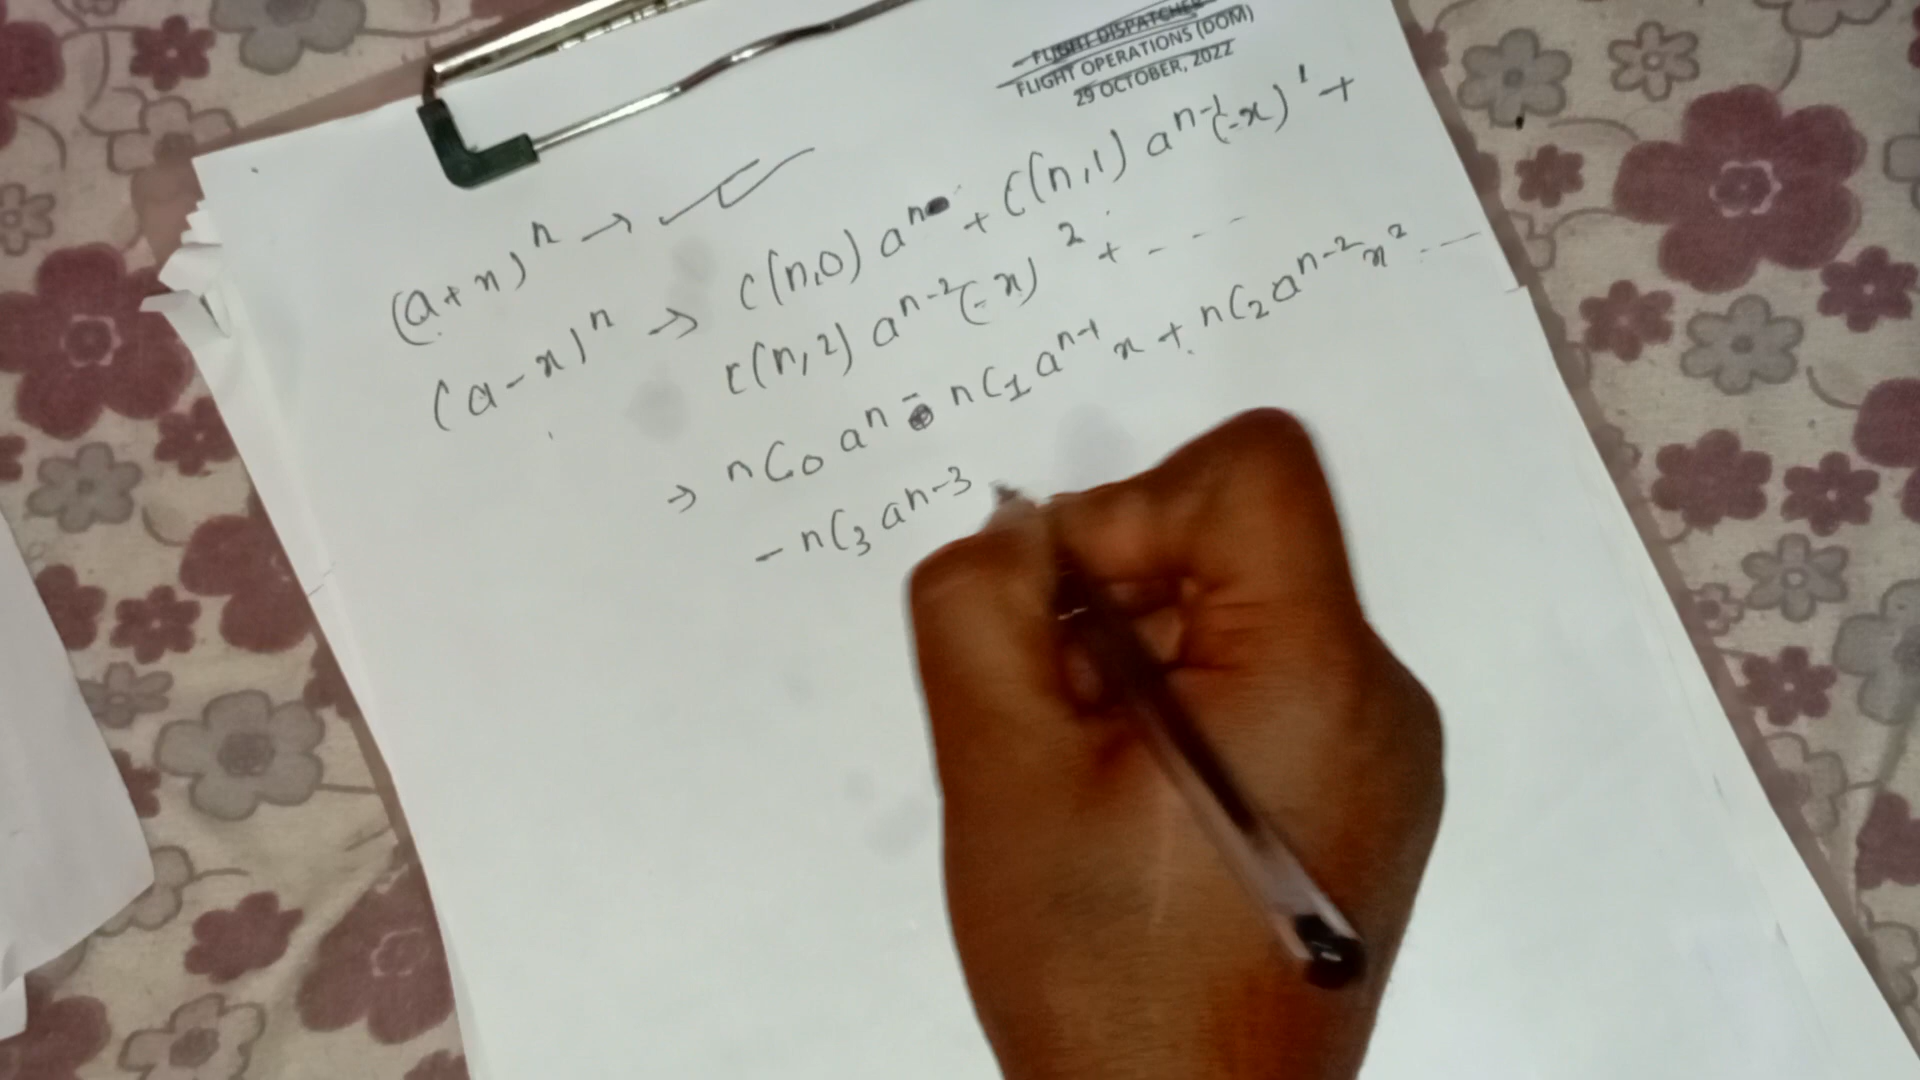 FLIGHT DISPATCHER
FLIGHT OPERATIONS (DOM)
29 OCTOBER, 2022
(a+x)ⁿ →
(a-x)ⁿ → C(n,0) aⁿ + C(n,1) aⁿ⁻¹(-x)¹ +
C(n,2) aⁿ⁻²(-x)² + - - -
→ nC₀ aⁿ - nC₁ aⁿ⁻¹ x + nC₂ aⁿ⁻² x² - - —
- nC₃ aⁿ⁻³